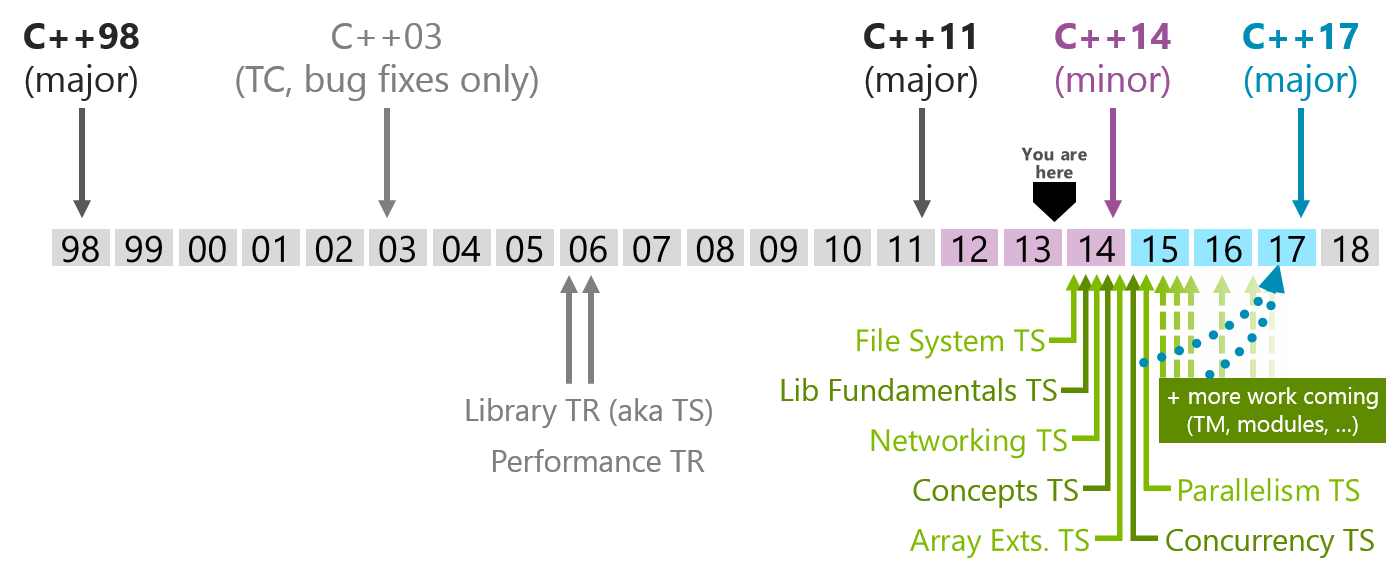 C++98
(major)
C++03
(TC, bug fixes only)
C++11
(major)
C++14
(minor)
C++17
(major)
You are
here
98 99 00 01 02 03 04 05 06 07 08 09 10 11 12 13 14 15 16 17 18
File System TS
Lib Fundamentals TS
Networking TS
Concepts TS
Array Exts. TS
Library TR (aka TS)
Performance TR
+ more work coming
(TM, modules, ...)
Parallelism TS
Concurrency TS